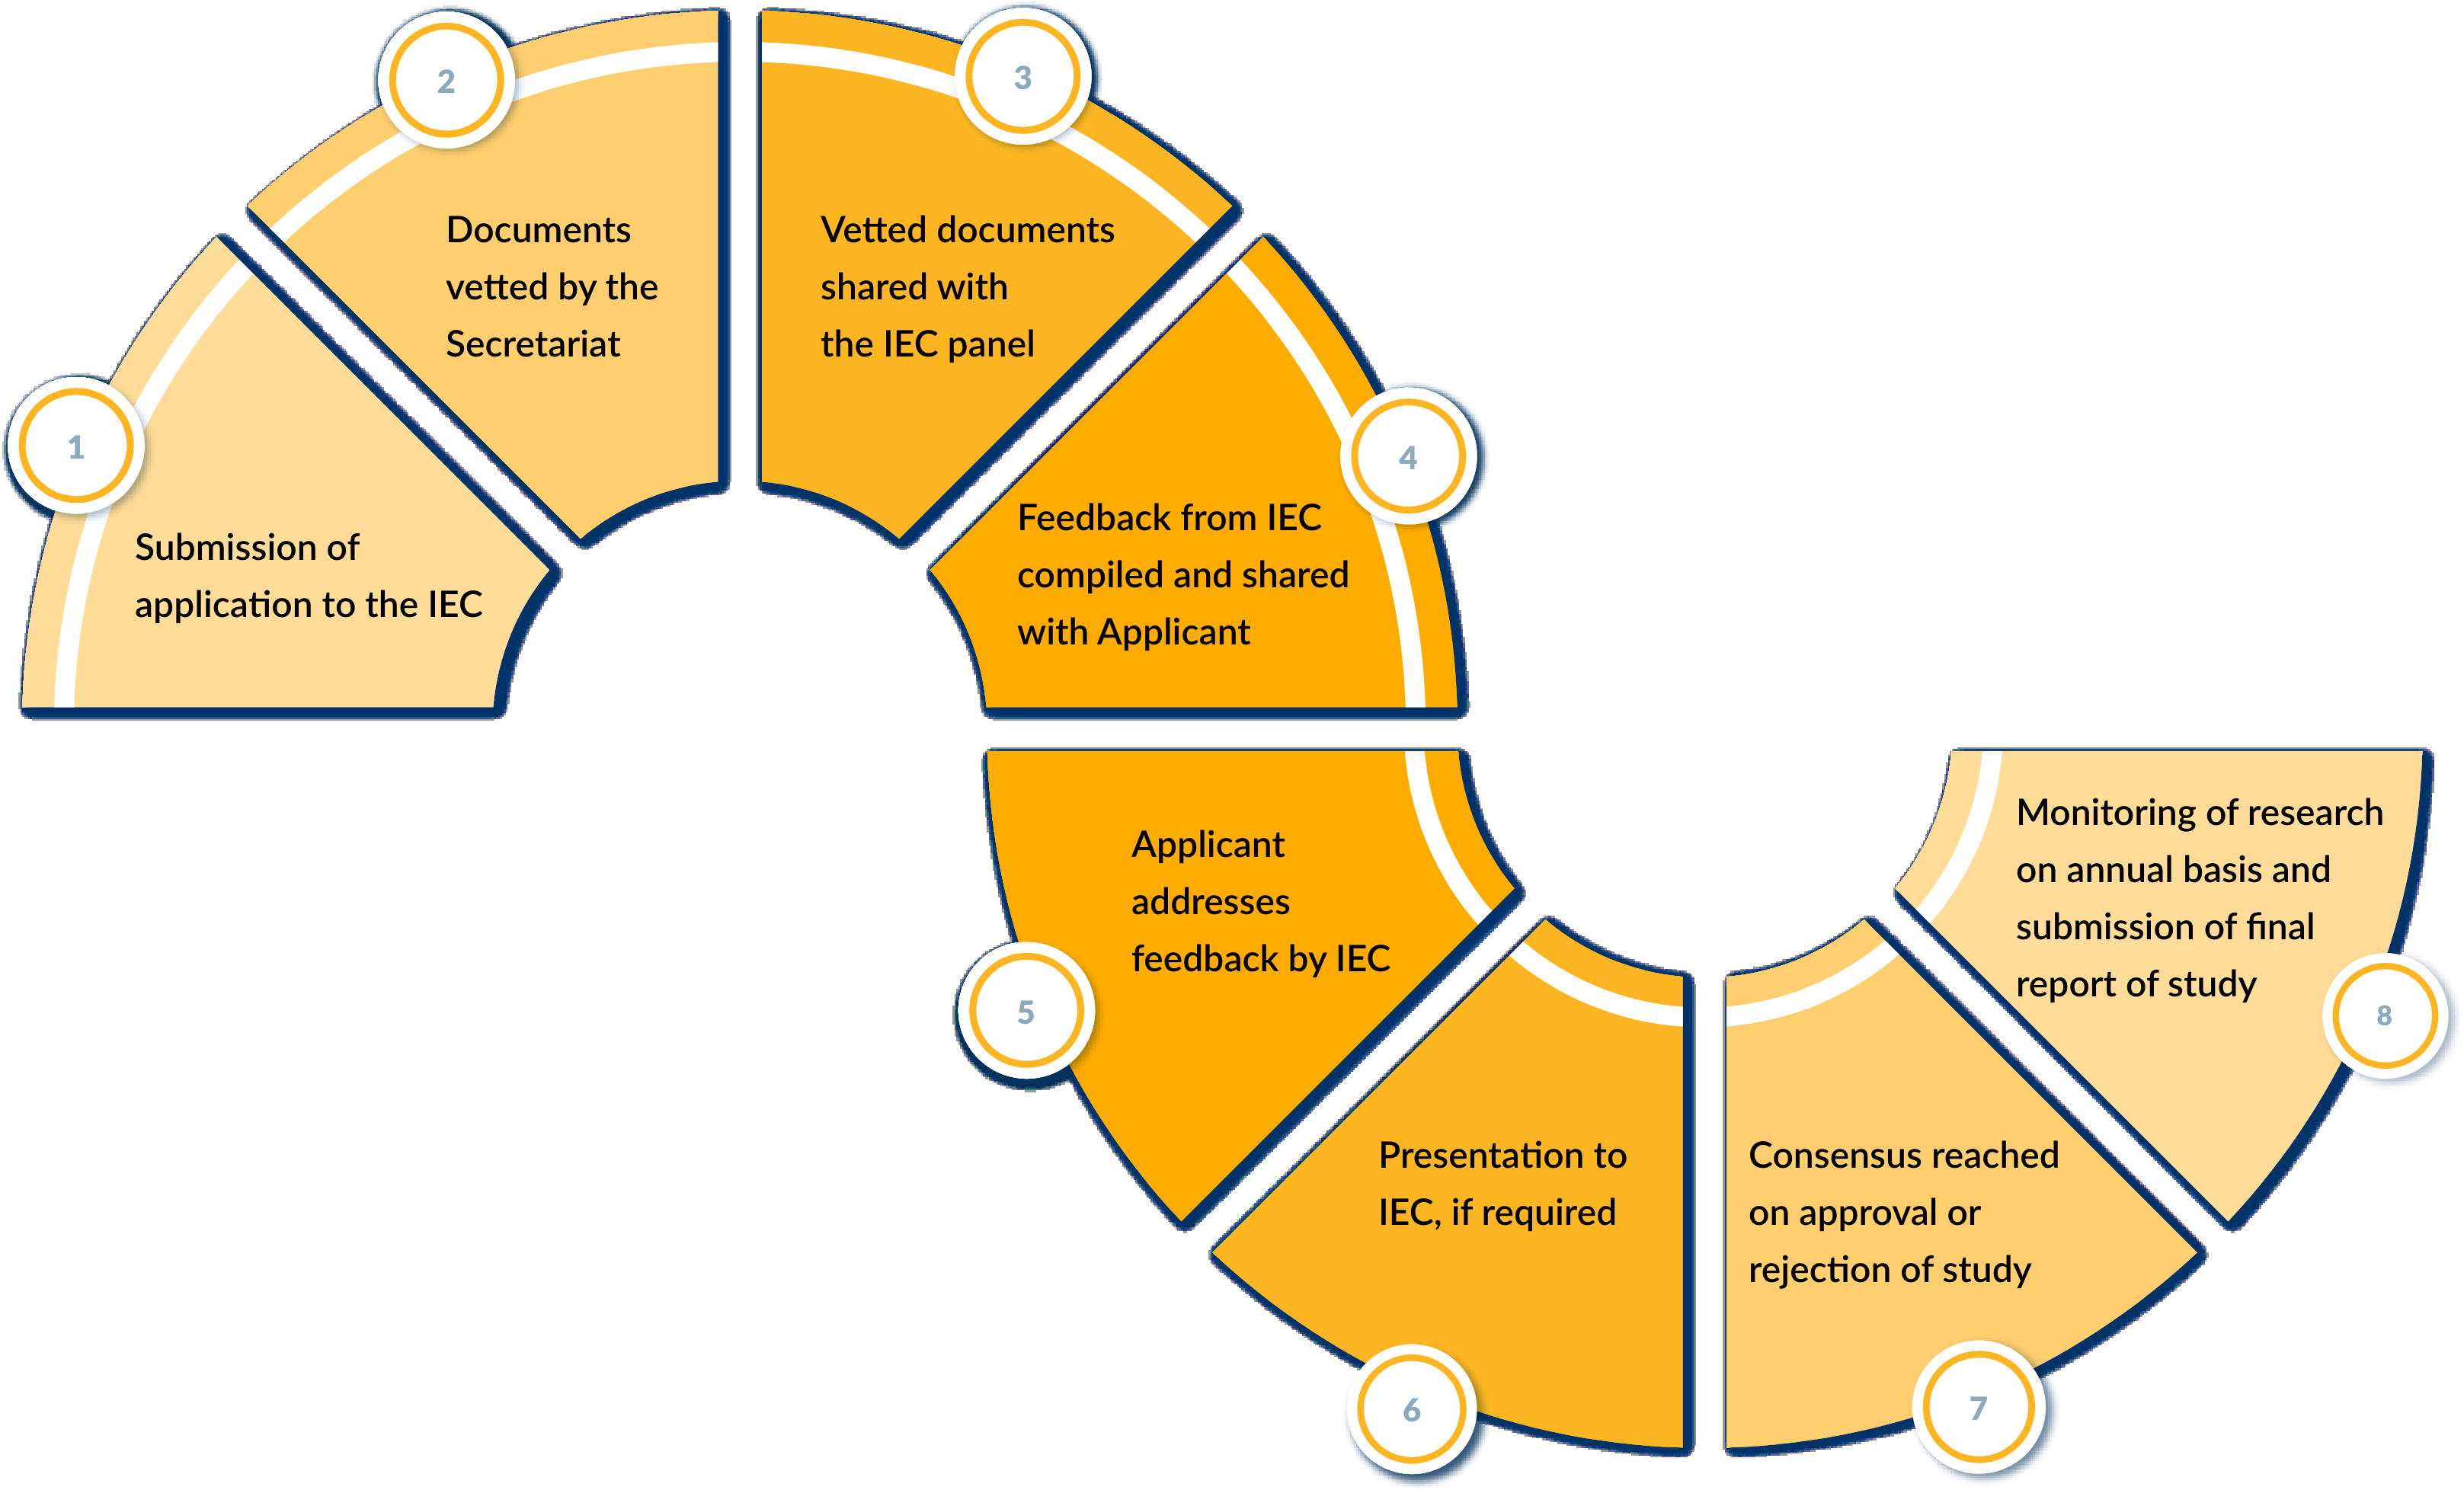 1
Submission of
application to the IEC
2
Documents
vetted by the
Secretariat
3
Vetted documents
shared with
the IEC panel
4
Feedback from IEC
compiled and shared
with Applicant
5
Applicant
addresses
feedback by IEC
6
Presentation to
IEC, if required
7
Consensus reached
on approval or
rejection of study
8
Monitoring of research
on annual basis and
submission of final
report of study